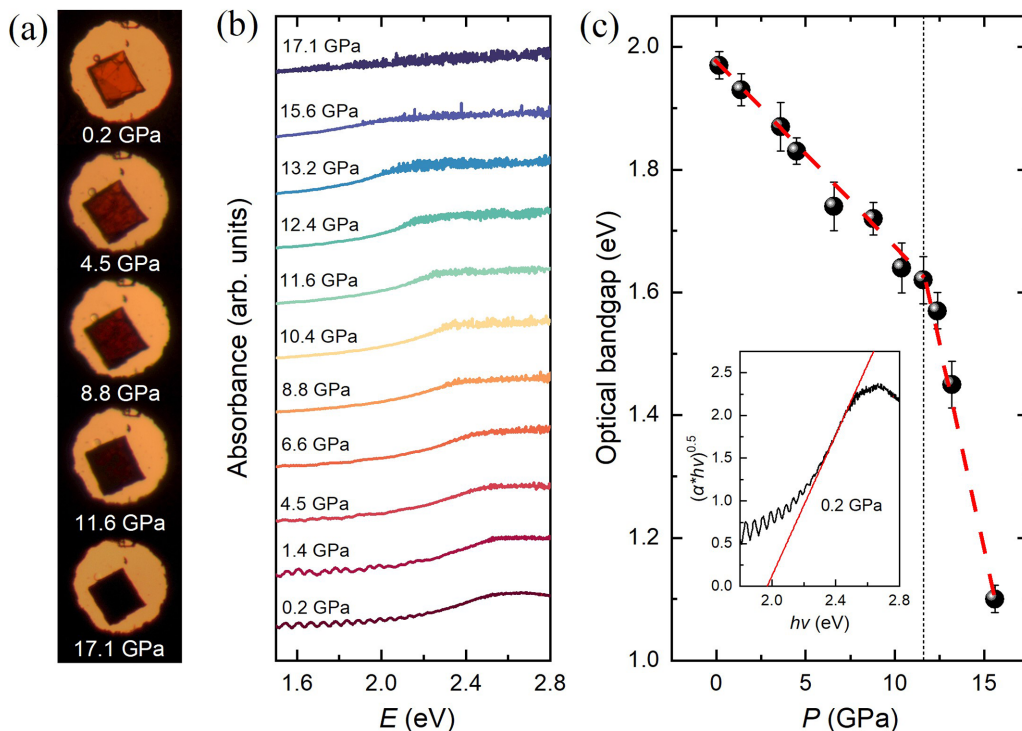 (a)
0.2 GPa
4.5 GPa
8.8 GPa
11.6 GPa
17.1 GPa
(b)
17.1 GPa
15.6 GPa
13.2 GPa
12.4 GPa
11.6 GPa
10.4 GPa
8.8 GPa
6.6 GPa
4.5 GPa
1.4 GPa
0.2 GPa
Absorbance (arb. units)
1.6 2.0 2.4 2.8
E (eV)
(c)
2.0
1.8
1.6
1.4
1.2
1.0
Optical bandgap (eV)
0 5 10 15
P (GPa)
2.5
2.0
1.5
1.0
0.5
0.0
(α*hν)^0.5
0.2 GPa
2.0 2.4 2.8
hν (eV)